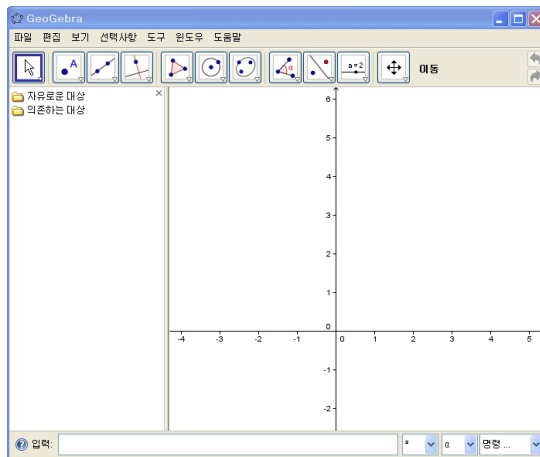 GeoGebra
파일 편집 보기 선택사항 도구 윈도우 도움말
A α a=2 이동
자유로운 대상
의존하는 대상
6
5
4
3
2
1
0
-4 -3 -2 -1 0 1 2 3 4 5
-1
-2
입력: ² α 명령 ...